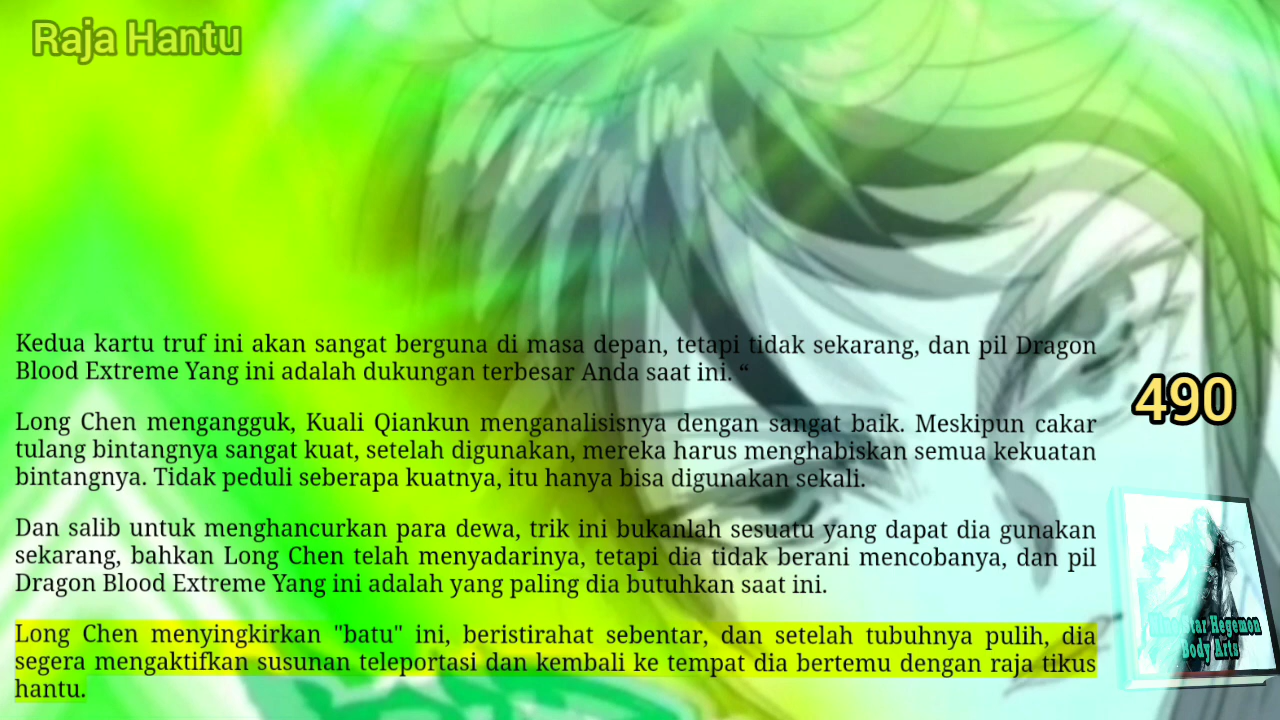 Raja Hantu
Kedua kartu truf ini akan sangat berguna di masa depan, tetapi tidak sekarang, dan pil Dragon
Blood Extreme Yang ini adalah dukungan terbesar Anda saat ini. “
Long Chen mengangguk, Kuali Qiankun menganalisisnya dengan sangat baik. Meskipun cakar
tulang bintangnya sangat kuat, setelah digunakan, mereka harus menghabiskan semua kekuatan
bintangnya. Tidak peduli seberapa kuatnya, itu hanya bisa digunakan sekali.
Dan salib untuk menghancurkan para dewa, trik ini bukanlah sesuatu yang dapat dia gunakan
sekarang, bahkan Long Chen telah menyadarinya, tetapi dia tidak berani mencobanya, dan pil
Dragon Blood Extreme Yang ini adalah yang paling dia butuhkan saat ini.
Long Chen menyingkirkan "batu" ini, beristirahat sebentar, dan setelah tubuhnya pulih, dia
segera mengaktifkan susunan teleportasi dan kembali ke tempat dia bertemu dengan raja tikus
hantu.
490
Star Hegemon
Body Arts